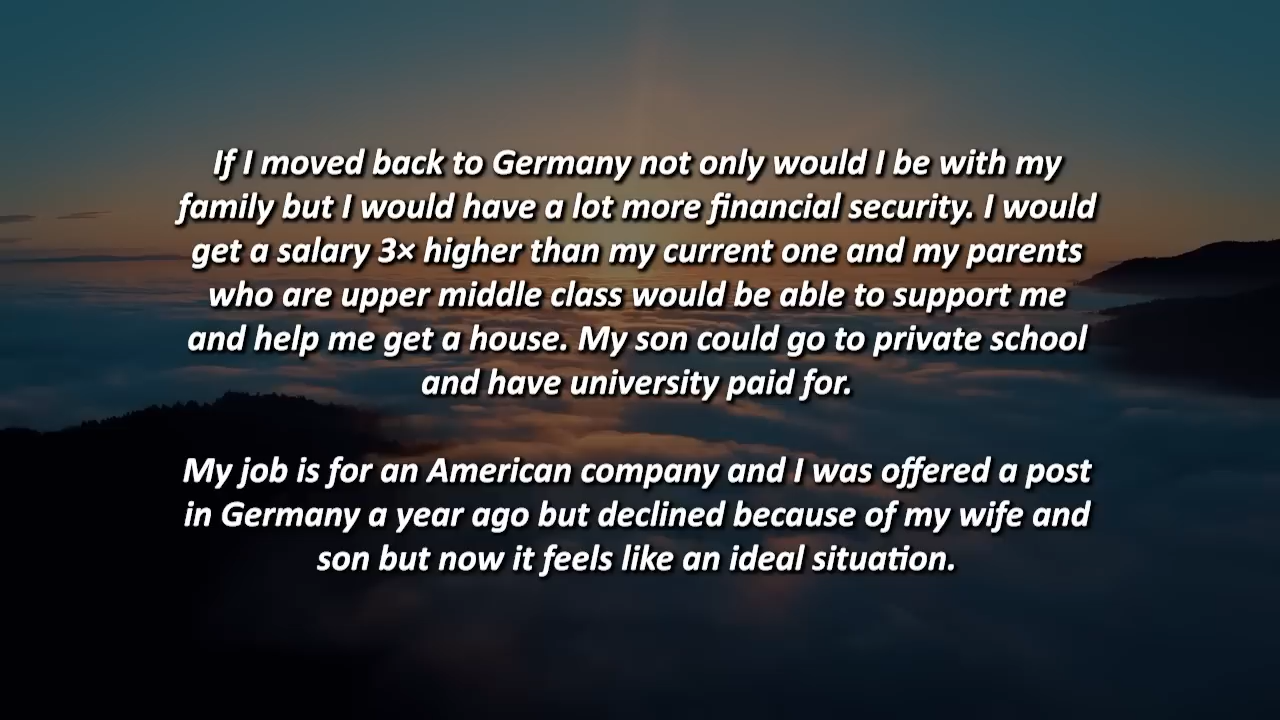 If I moved back to Germany not only would I be with my
family but I would have a lot more financial security. I would
get a salary 3× higher than my current one and my parents
who are upper middle class would be able to support me
and help me get a house. My son could go to private school
and have university paid for.
My job is for an American company and I was offered a post
in Germany a year ago but declined because of my wife and
son but now it feels like an ideal situation.